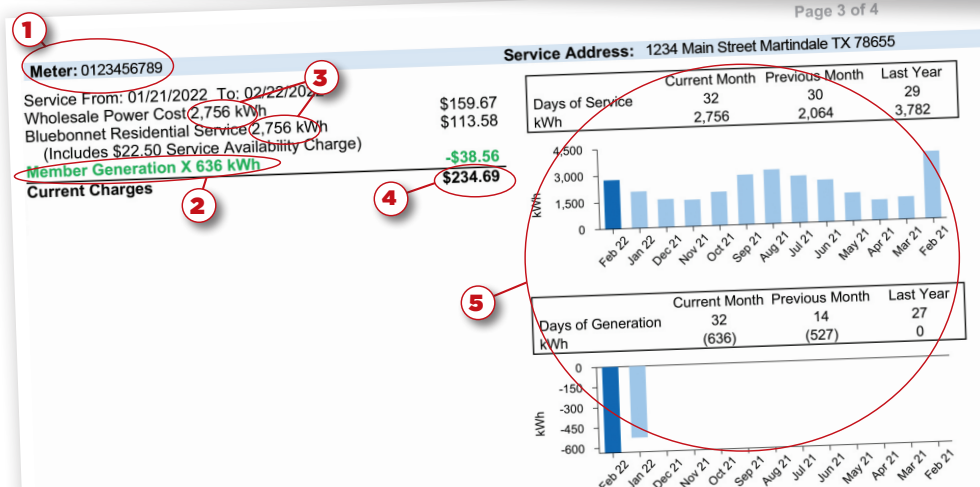 Page 3 of 4
1
Meter: 0123456789
Service Address: 1234 Main Street Martindale TX 78655
3
Service From: 01/21/2022 To: 02/22/202
Wholesale Power Cost 2,756 kWh $159.67
Bluebonnet Residential Service 2,756 kWh $113.58
(Includes $22.50 Service Availability Charge)
Member Generation X 636 kWh -$38.56
Current Charges $234.69
2
4
Current Month Previous Month Last Year
Days of Service 32 30 29
kWh 2,756 2,064 3,782
4,500
3,000
1,500
0
kWh
Feb 22 Jan 22 Dec 21 Nov 21 Oct 21 Sep 21 Aug 21 Jul 21 Jun 21 May 21 Apr 21 Mar 21 Feb 21
5
Current Month Previous Month Last Year
Days of Generation 32 14 27
kWh (636) (527) 0
0
-150
-300
-450
-600
kWh
Feb 22 Jan 22 Dec 21 Nov 21 Oct 21 Sep 21 Aug 21 Jul 21 Jun 21 May 21 Apr 21 Mar 21 Feb 21